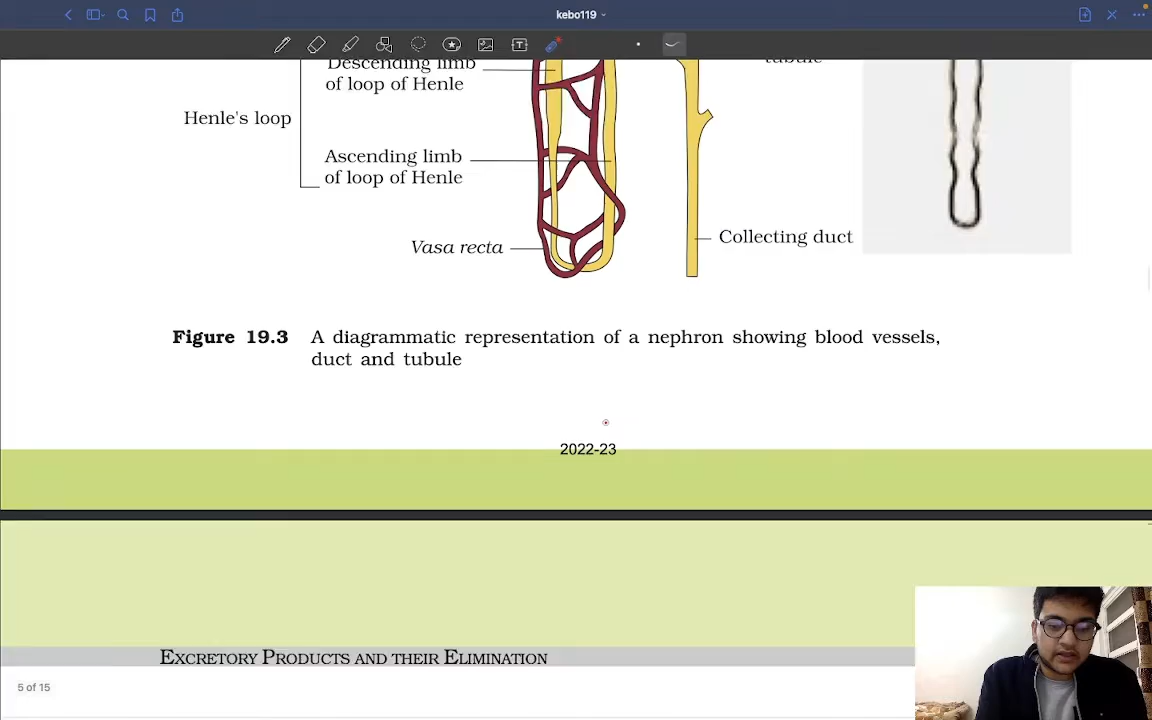 kebo119
tubule
Descending limb
of loop of Henle
Henle's loop
Ascending limb
of loop of Henle
Vasa recta
Collecting duct
Figure 19.3 A diagrammatic representation of a nephron showing blood vessels,
duct and tubule
2022-23
EXCRETORY PRODUCTS AND THEIR ELIMINATION
5 of 15